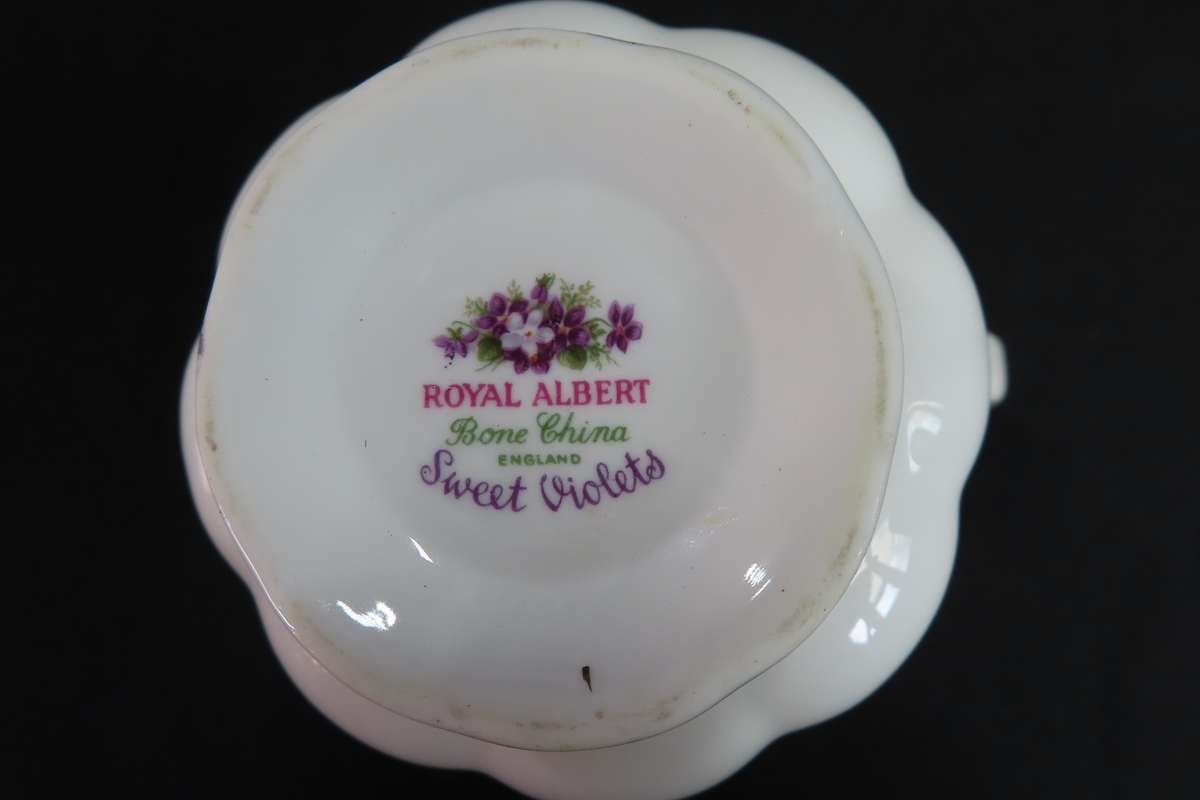 ROYAL ALBERT
Bone China
ENGLAND
Sweet Violets